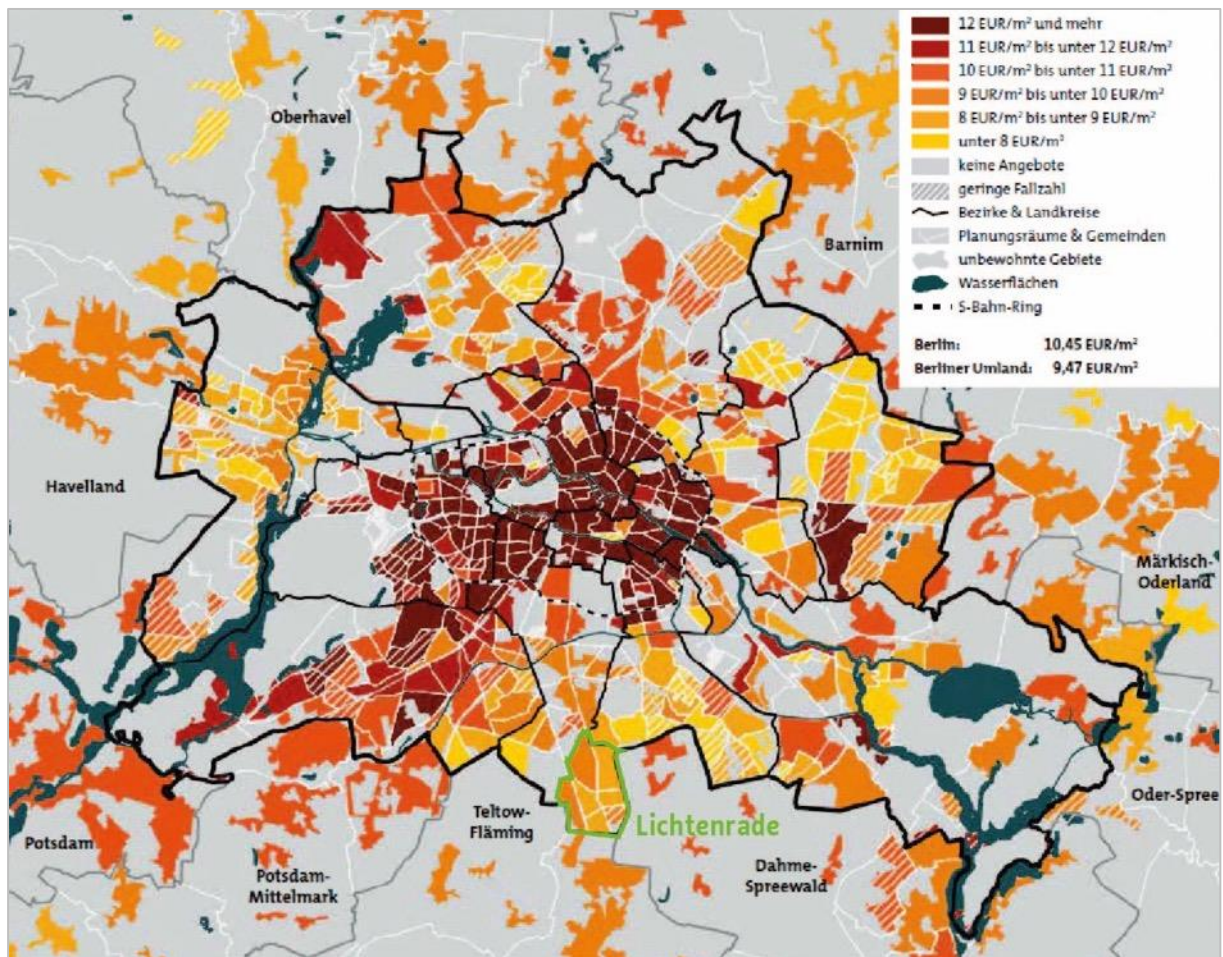 12 EUR/m² und mehr
11 EUR/m² bis unter 12 EUR/m²
10 EUR/m² bis unter 11 EUR/m²
9 EUR/m² bis unter 10 EUR/m²
8 EUR/m² bis unter 9 EUR/m²
unter 8 EUR/m²
keine Angebote
geringe Fallzahl
Bezirke & Landkreise
Planungsräume & Gemeinden
unbewohnte Gebiete
Wasserflächen
S-Bahn-Ring
Berlin: 10,45 EUR/m²
Berliner Umland: 9,47 EUR/m²
Oberhavel
Barnim
Havelland
Märkisch-
Oderland
Oder-Spree
Teltow-
Fläming
Lichtenrade
Potsdam
Potsdam-
Mittelmark
Dahme-
Spreewald